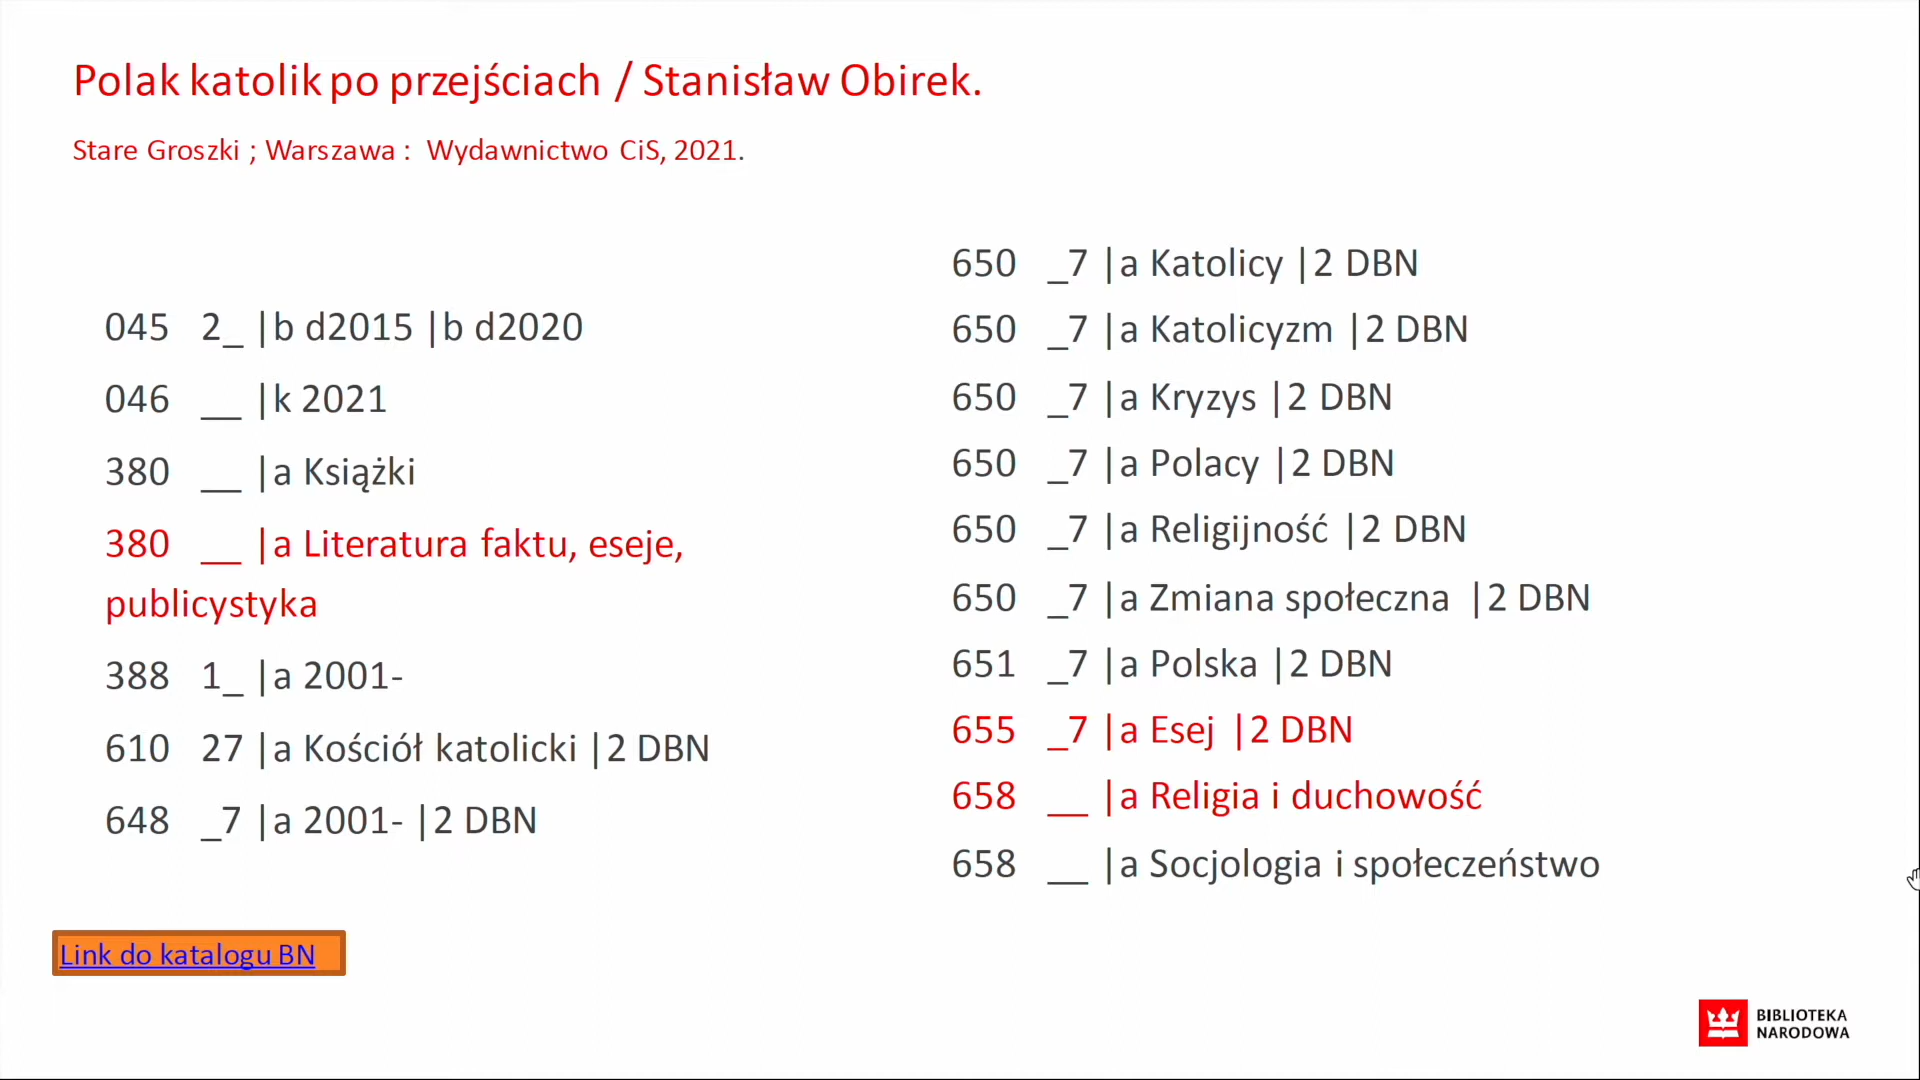 Polak katolik po przejściach / Stanisław Obirek.
Stare Groszki ; Warszawa : Wydawnictwo CiS, 2021.
045 2_ |b d2015 |b d2020
046 __ |k 2021
380 __ |a Książki
380 __ |a Literatura faktu, eseje,
publicystyka
388 1_ |a 2001-
610 27 |a Kościół katolicki |2 DBN
648 _7 |a 2001- |2 DBN
650 _7 |a Katolicy |2 DBN
650 _7 |a Katolicyzm |2 DBN
650 _7 |a Kryzys |2 DBN
650 _7 |a Polacy |2 DBN
650 _7 |a Religijność |2 DBN
650 _7 |a Zmiana społeczna |2 DBN
651 _7 |a Polska |2 DBN
655 _7 |a Esej |2 DBN
658 __ |a Religia i duchowość
658 __ |a Socjologia i społeczeństwo
Link do katalogu BN
BIBLIOTEKA
NARODOWA